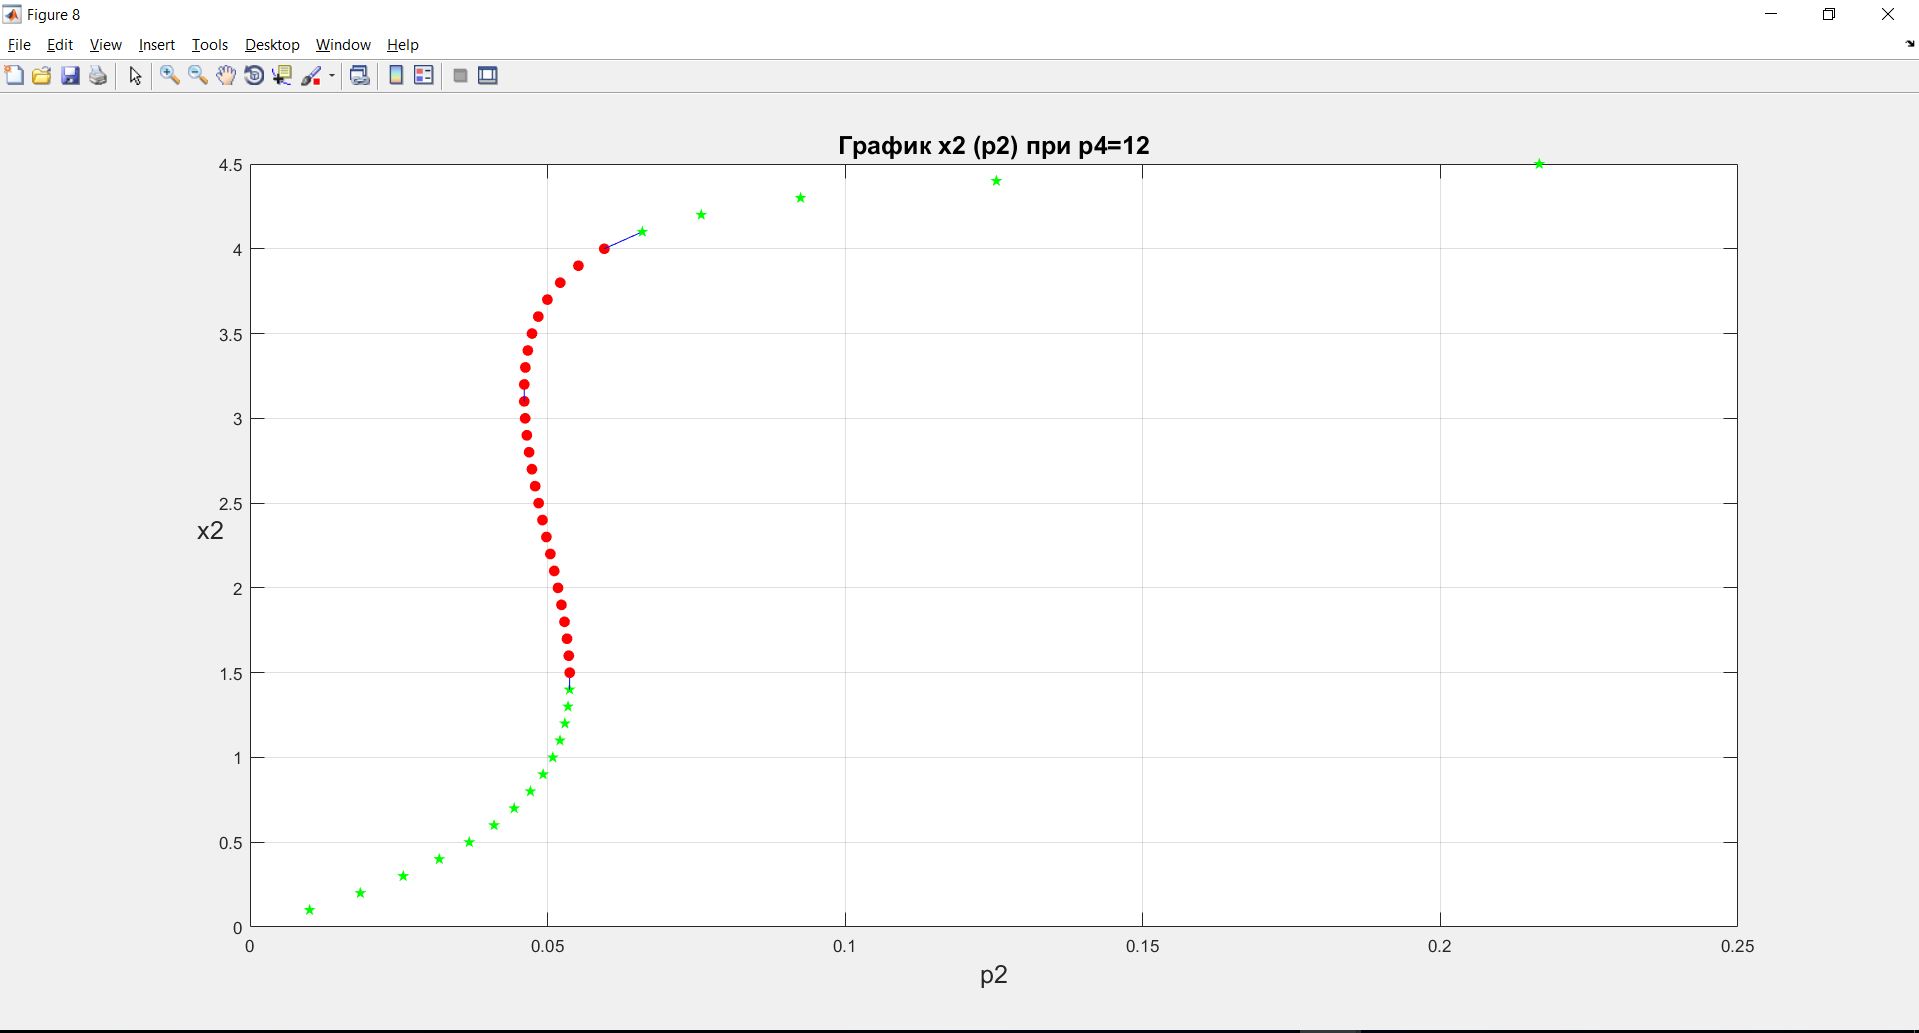 Figure 8
File Edit View Insert Tools Desktop Window Help
График x2 (p2) при p4=12
4.5
4
3.5
3
2.5
x2
2
1.5
1
0.5
0
0 0.05 0.1 0.15 0.2 0.25
p2